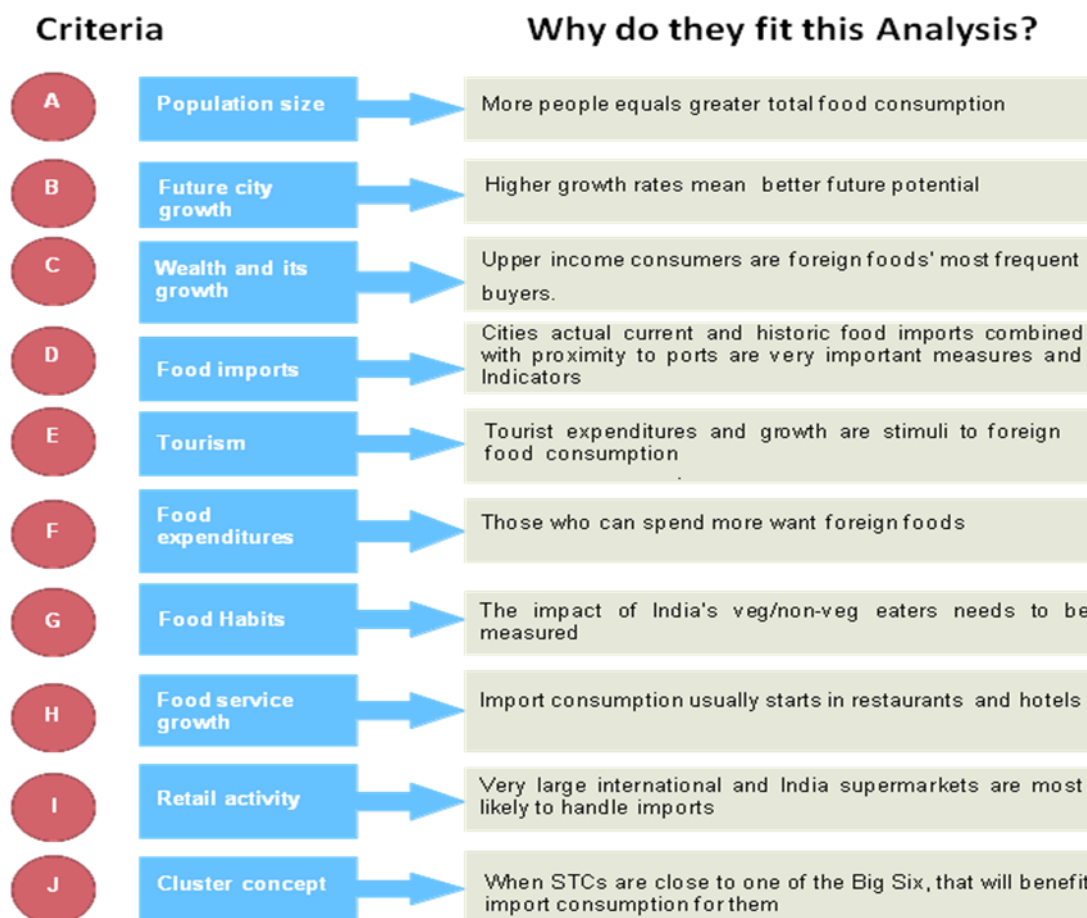 Criteria
Why do they fit this Analysis?
A
Population size
More people equals greater total food consumption
B
Future city
growth
Higher growth rates mean better future potential
C
Wealth and its
growth
Upper income consumers are foreign foods' most frequent
buyers.
D
Food imports
Cities actual current and historic food imports combined
with proximity to ports are very important measures and
Indicators
E
Tourism
Tourist expenditures and growth are stimuli to foreign
food consumption
.
F
Food
expenditures
Those who can spend more want foreign foods
G
Food Habits
The impact of India's veg/non-veg eaters needs to be
measured
H
Food service
growth
Import consumption usually starts in restaurants and hotels
I
Retail activity
Very large international and India supermarkets are most
likely to handle imports
J
Cluster concept
When STCs are close to one of the Big Six, that will benefit
import consumption for them